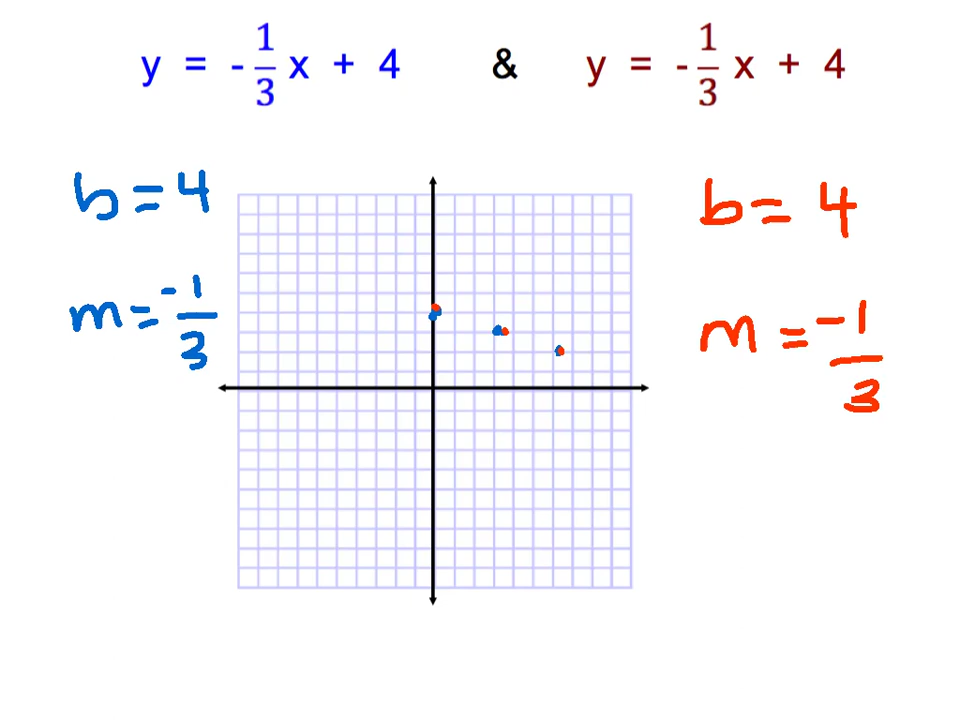 y = -1/3 x + 4 & y = -1/3 x + 4
b = 4
m = -1/3
b = 4
m = -1/3